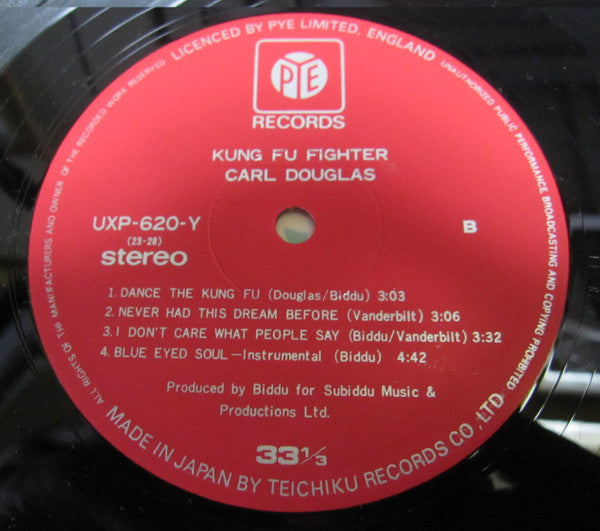 LICENCED BY PYE LIMITED, ENGLAND
UNAUTHORIZED PUBLIC PERFORMANCE, BROADCASTING AND COPYING PROHIBITED
ALL RIGHTS OF THE MANUFACTURERS AND OWNER OF THE RECORDED WORK RESERVED
PYE
RECORDS
KUNG FU FIGHTER
CARL DOUGLAS
UXP-620-Y
(23-28)
stereo
B
1. DANCE THE KUNG FU (Douglas/Biddu) 3:03
2. NEVER HAD THIS DREAM BEFORE (Vanderbilt) 3:06
3. I DON'T CARE WHAT PEOPLE SAY (Biddu/Vanderbilt) 3:32
4. BLUE EYED SOUL—Instrumental (Biddu) 4:42
Produced by Biddu for Subiddu Music &
Productions Ltd.
33 1/3
MADE IN JAPAN BY TEICHIKU RECORDS CO., LTD.